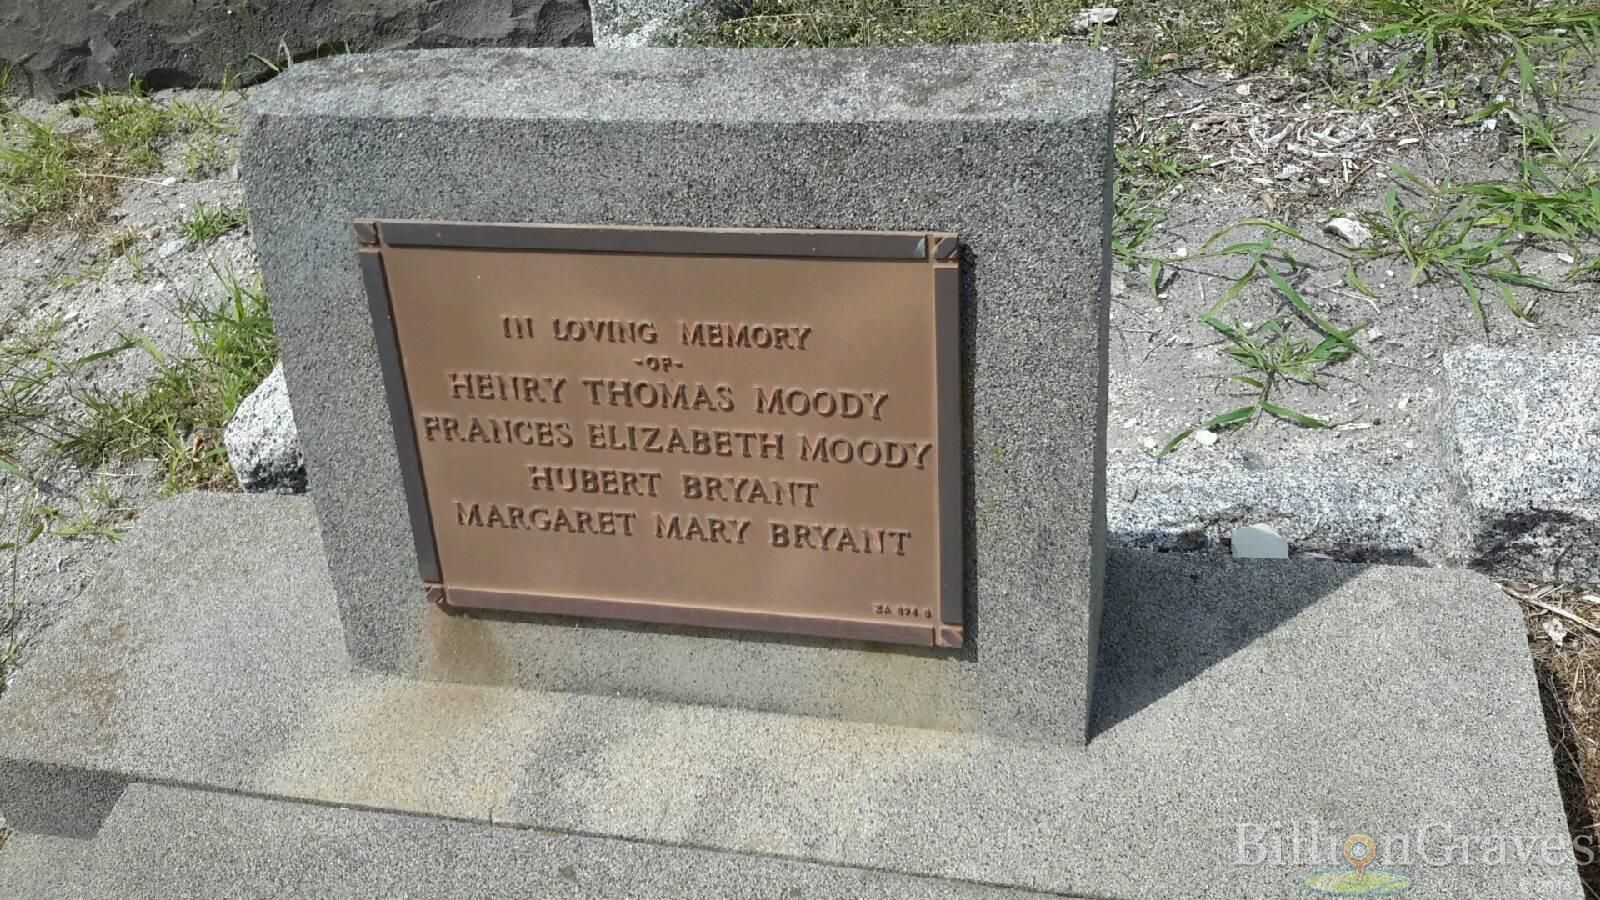 IN LOVING MEMORY
-OF-
HENRY THOMAS MOODY
FRANCES ELIZABETH MOODY
HUBERT BRYANT
MARGARET MARY BRYANT
BillionGraves